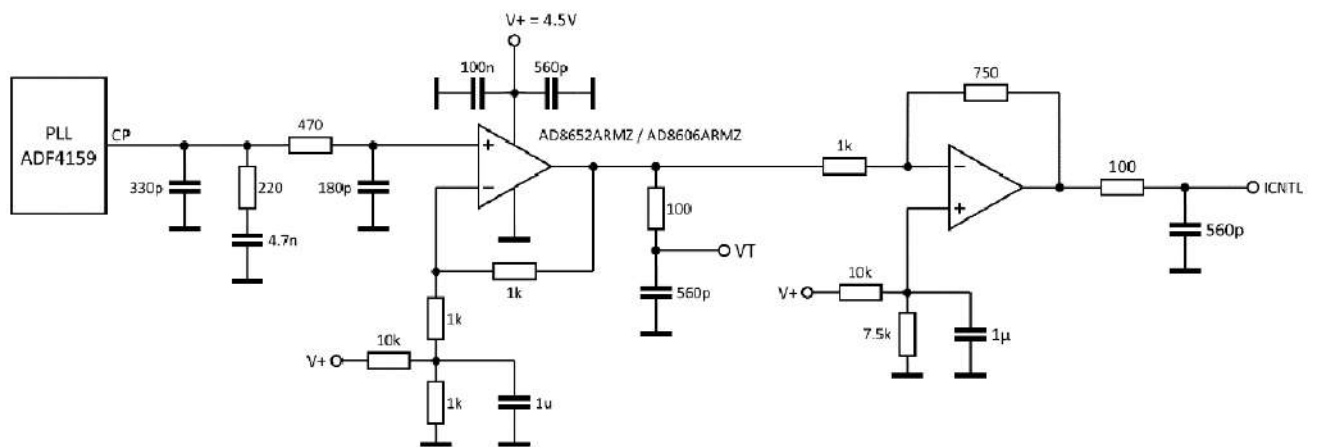 V+ = 4.5V
100n
560p
750
PLL
ADF4159
CP
470
AD8652ARMZ / AD8606ARMZ
+
−
1k
−
+
100
ICNTL
330p
220
180p
100
560p
4.7n
VT
1k
560p
10k
V+
1k
7.5k
1µ
10k
V+
1k
1u